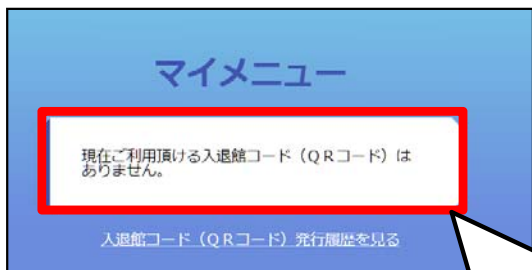 マイメニュー
現在ご利用頂ける入退館コード（ＱＲコード）は
ありません。
入退館コード（ＱＲコード）発行履歴を見る